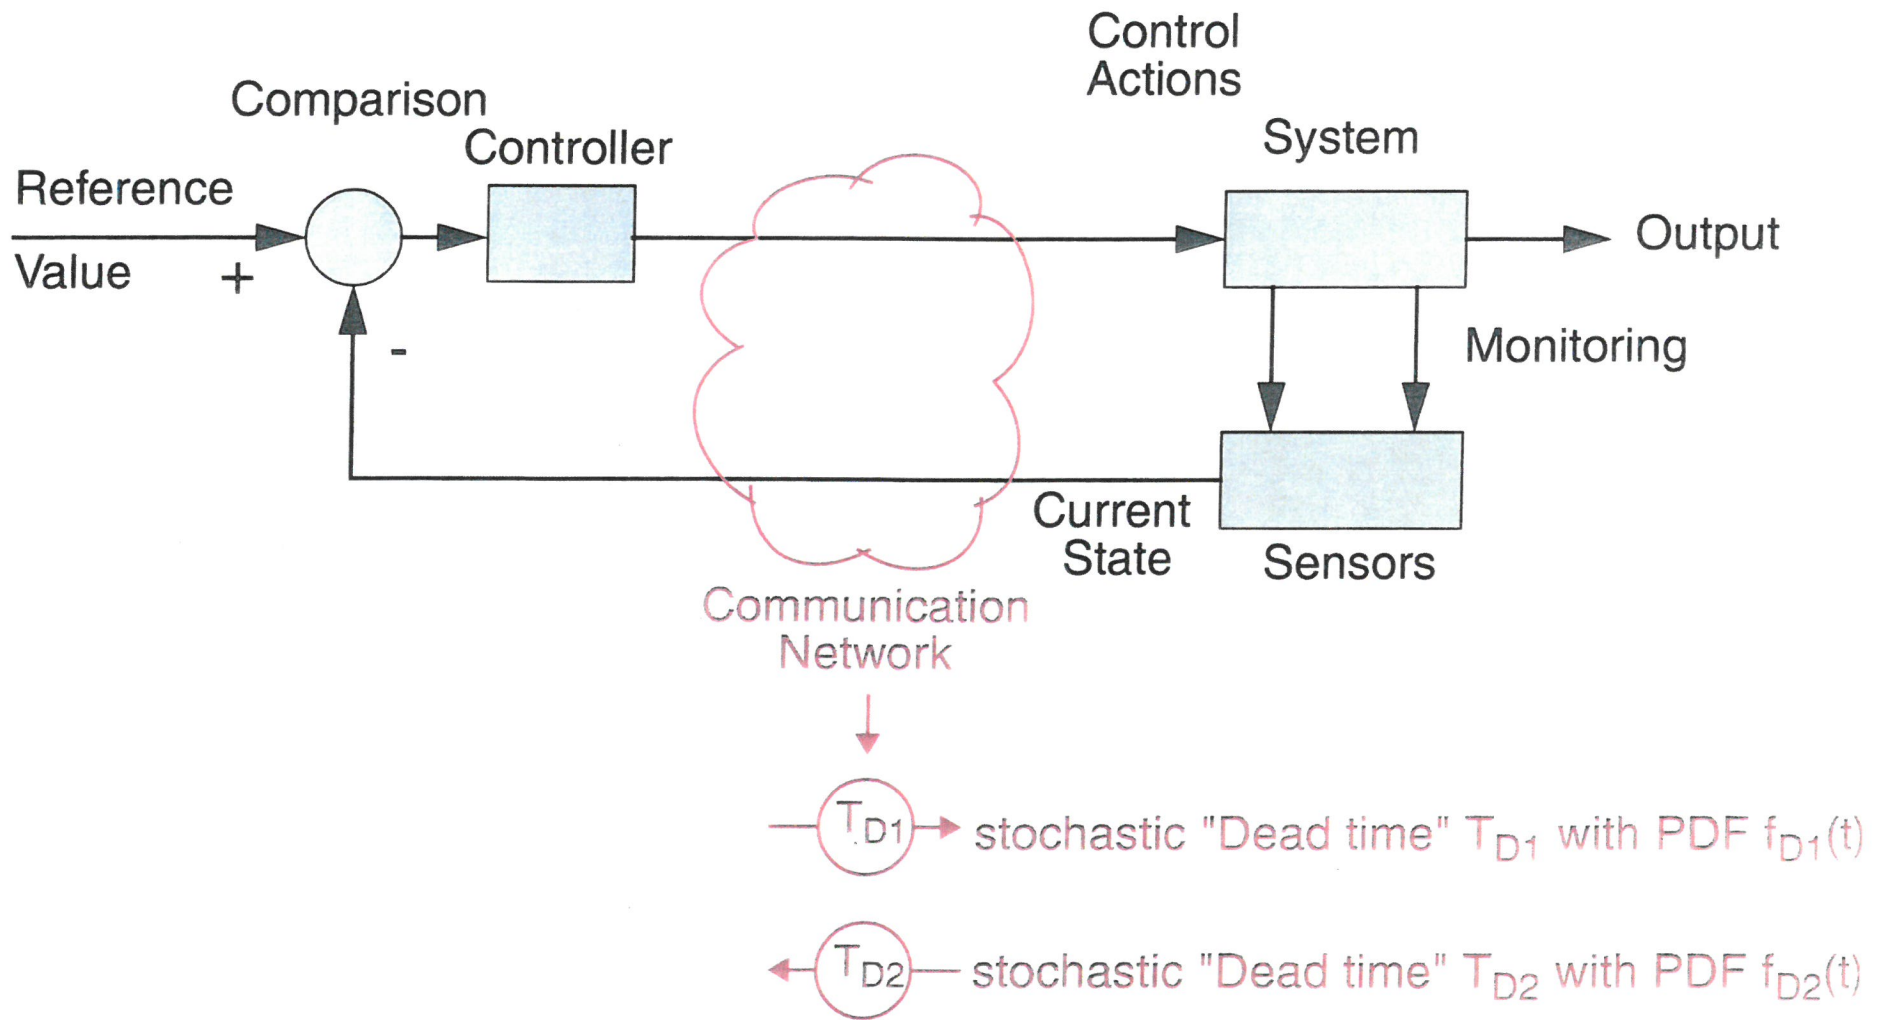 Control
Actions
Comparison
Controller
System
Reference
Value
+
Output
-
Monitoring
Current
State
Sensors
Communication
Network
TD1
stochastic "Dead time" TD1 with PDF fD1(t)
TD2
stochastic "Dead time" TD2 with PDF fD2(t)